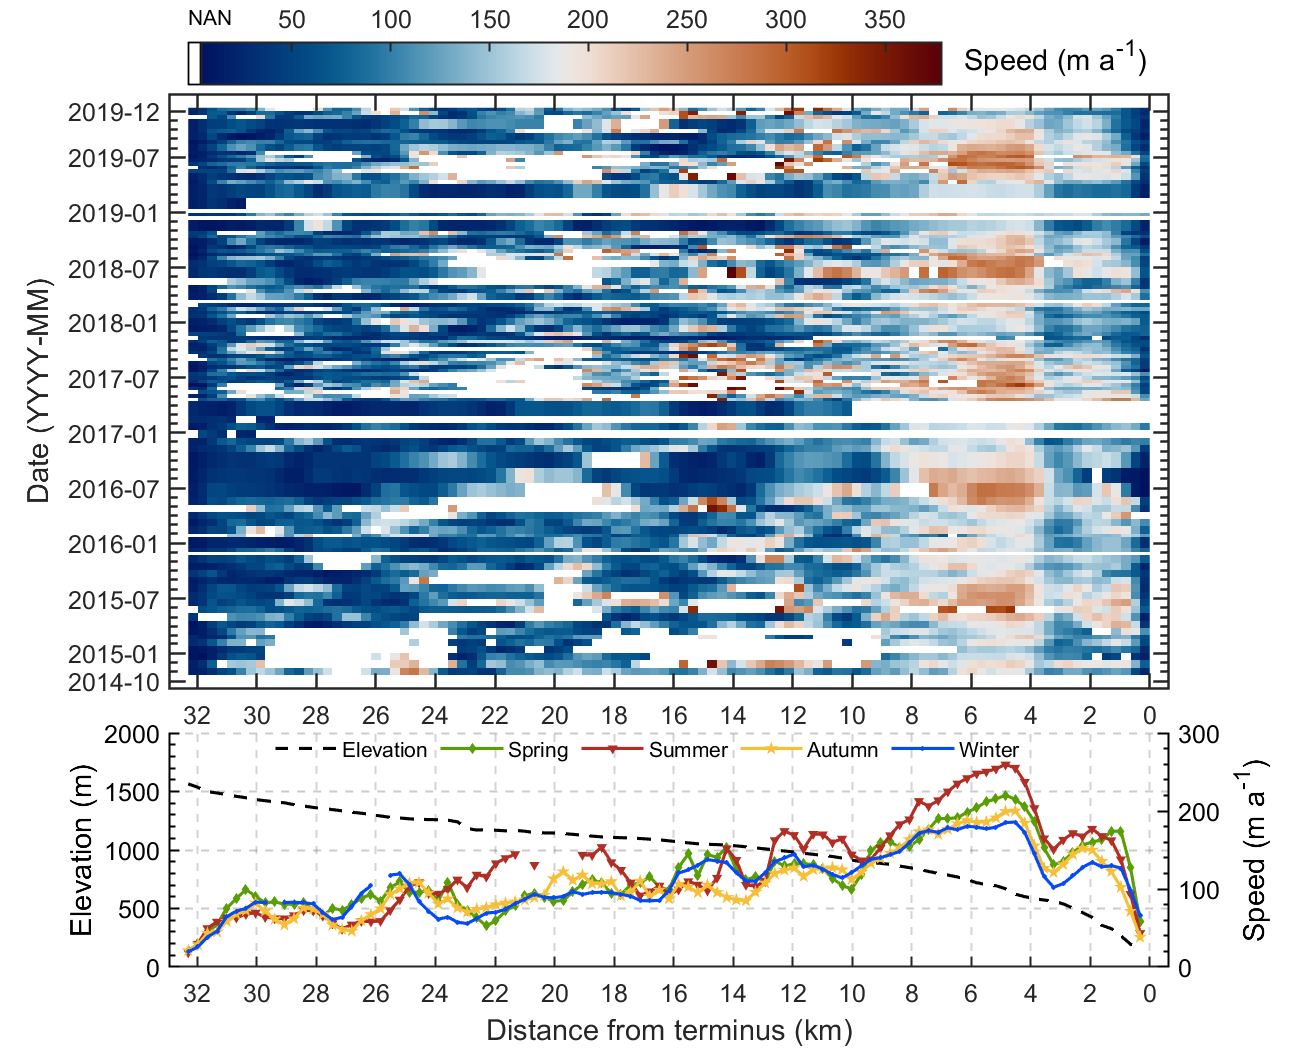 NAN 50 100 150 200 250 300 350
Speed (m a-1)
2019-12
2019-07
2019-01
2018-07
2018-01
2017-07
2017-01
2016-07
2016-01
2015-07
2015-01
2014-10
Date (YYYY-MM)
32 30 28 26 24 22 20 18 16 14 12 10 8 6 4 2 0
Elevation Spring Summer Autumn Winter
2000
1500
1000
500
0
Elevation (m)
300
200
100
0
Speed (m a-1)
32 30 28 26 24 22 20 18 16 14 12 10 8 6 4 2 0
Distance from terminus (km)